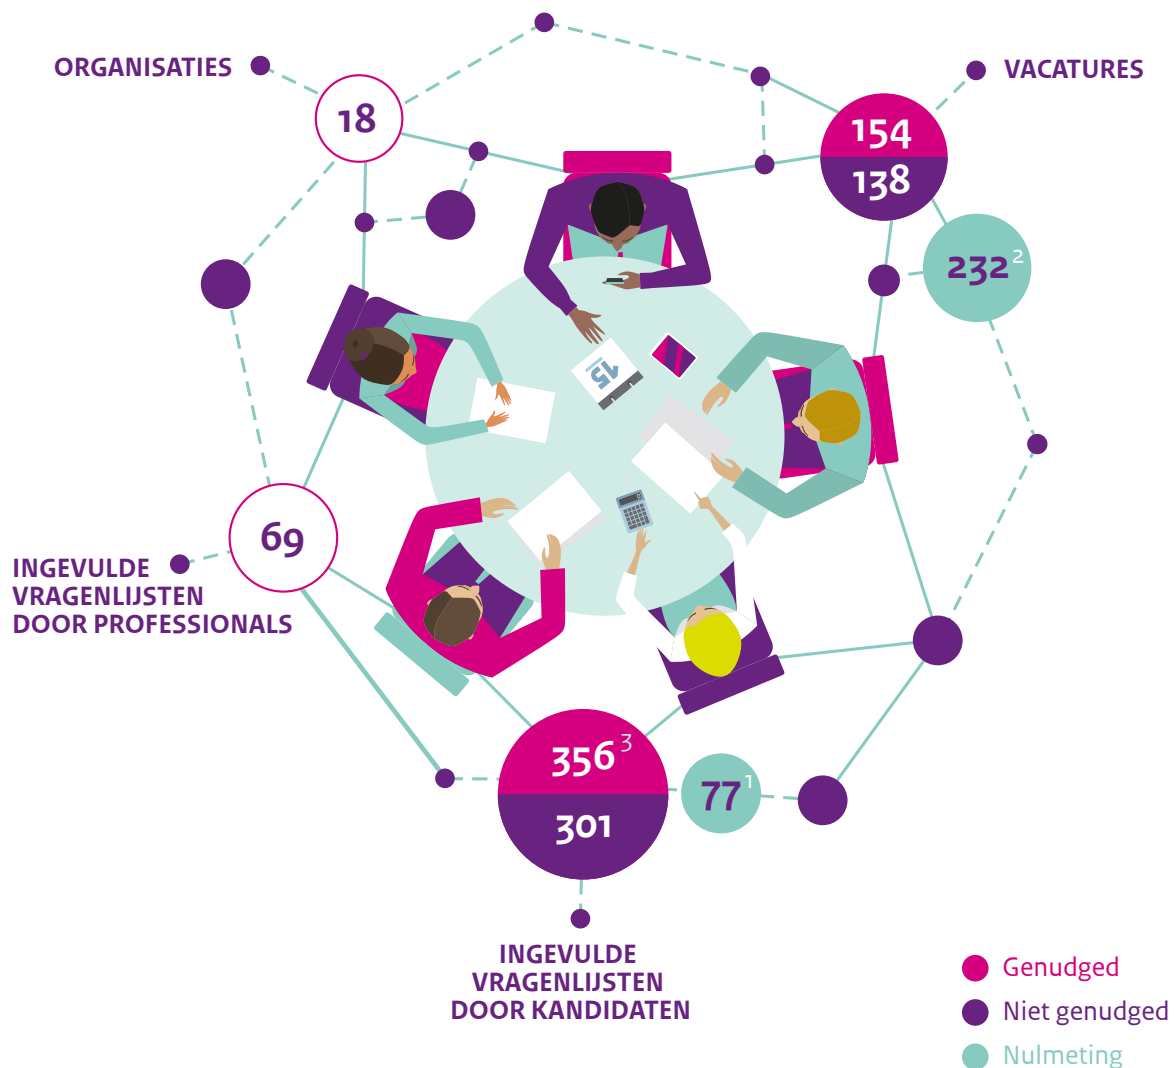 ORGANISATIES
18
VACATURES
154
138
232²
15
69
INGEVULDE
VRAGENLIJSTEN
DOOR PROFESSIONALS
356³
301
77¹
INGEVULDE
VRAGENLIJSTEN
DOOR KANDIDATEN
Genudged
Niet genudged
Nulmeting